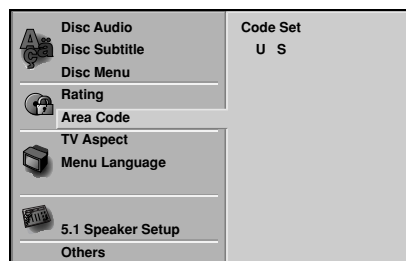 Disc Audio
Disc Subtitle
Disc Menu
Rating
Area Code
TV Aspect
Menu Language
5.1 Speaker Setup
Others
Code Set
U S